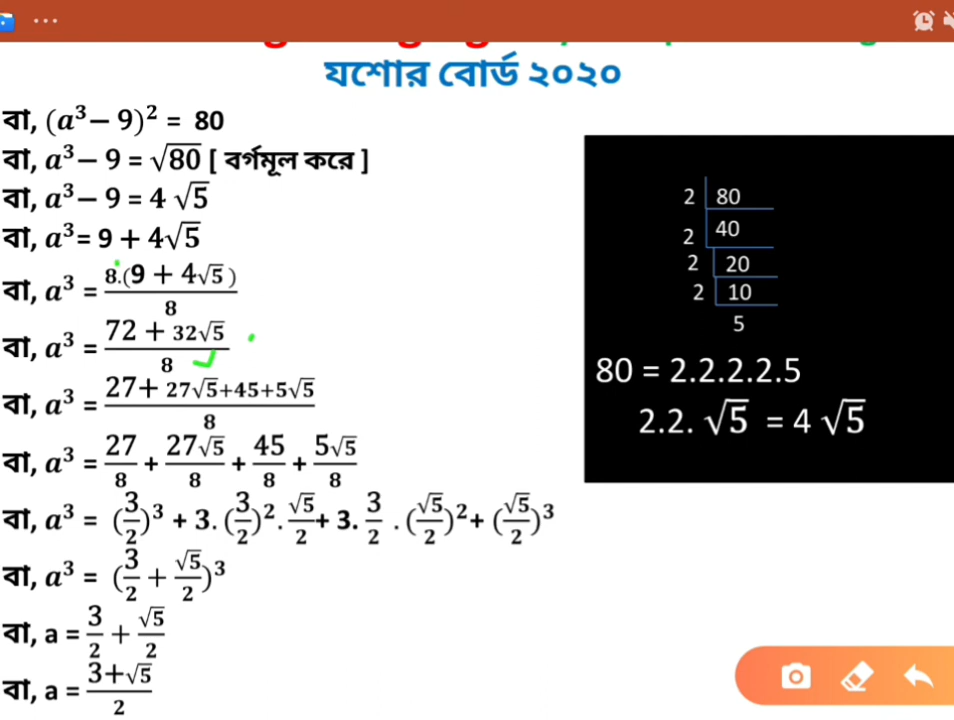 যশোর বোর্ড ২০২০
বা, (a³ − 9)² = 80
বা, a³ − 9 = √80 [ বর্গমূল করে ]
বা, a³ − 9 = 4 √5
বা, a³ = 9 + 4√5
বা, a³ = 8.(9 + 4√5 ) / 8
বা, a³ = 72 + 32√5 / 8
বা, a³ = 27+ 27√5+45+5√5 / 8
বা, a³ = 27/8 + 27√5/8 + 45/8 + 5√5/8
বা, a³ = (3/2)³ + 3. (3/2)². √5/2 + 3. 3/2 . (√5/2)² + (√5/2)³
বা, a³ = (3/2 + √5/2)³
বা, a = 3/2 + √5/2
বা, a = 3+√5 / 2
2 80
2 40
2 20
2 10
5
80 = 2.2.2.2.5
2.2. √5 = 4 √5